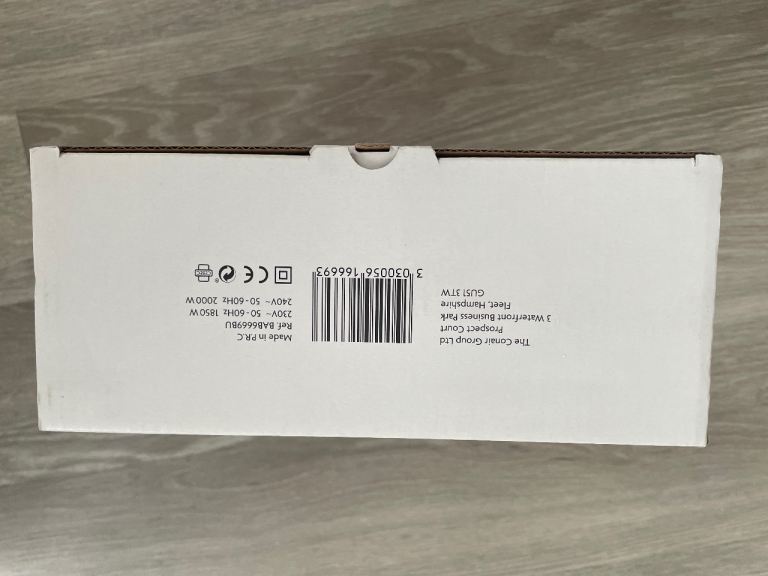 The Conair Group Ltd
Prospect Court
3 Waterfront Business Park
Fleet, Hampshire
GU51 3TW
3 030056 166693
Made in P.R.C
Ref. BAB6669BU
230V~ 50-60Hz 1850W
240V~ 50-60Hz 2000W